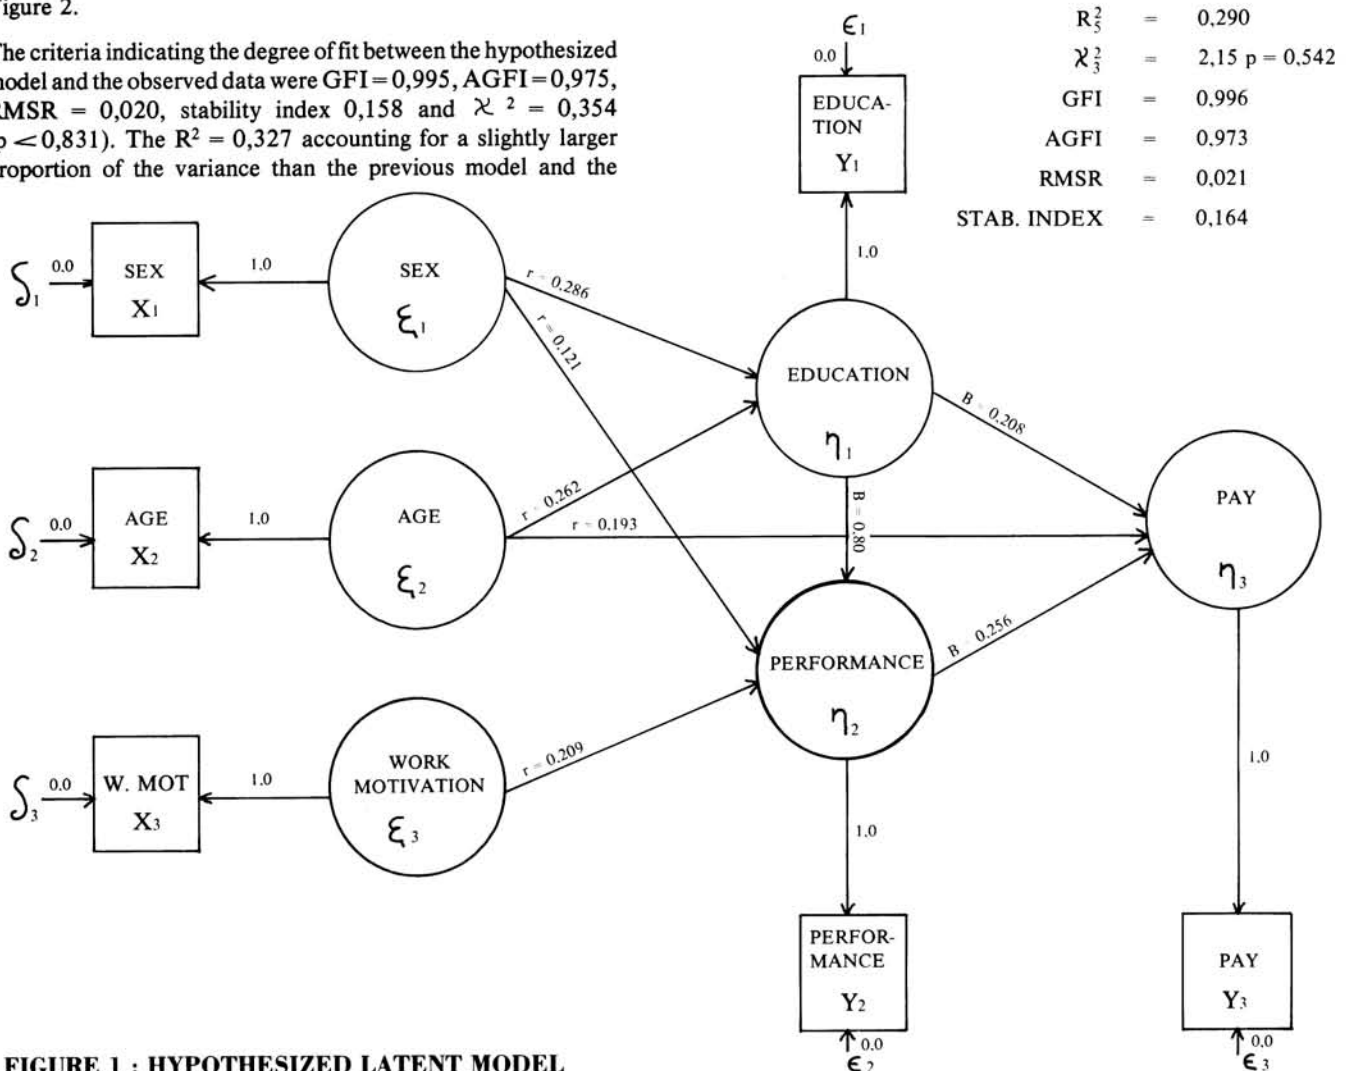 igure 2.
The criteria indicating the degree of fit between the hypothesized
model and the observed data were GFI = 0,995, AGFI = 0,975,
RMSR = 0,020, stability index 0,158 and χ ² = 0,354
p < 0,831). The R² = 0,327 accounting for a slightly larger
proportion of the variance than the previous model and the
R²₅ = 0,290
χ²₃ = 2,15 p = 0,542
GFI = 0,996
AGFI = 0,973
RMSR = 0,021
STAB. INDEX = 0,164
ϵ₁
0.0
EDUCA-
TION
Y₁
1.0
δ₁
0.0
SEX
X₁
1.0
SEX
ξ₁
r = 0.286
r = 0.121
EDUCATION
η₁
B = 0.208
B = 0.80
δ₂
0.0
AGE
X₂
1.0
AGE
ξ₂
r = 0.262
r = 0.193
PAY
η₃
1.0
PERFORMANCE
η₂
B = 0.256
1.0
δ₃
0.0
W. MOT
X₃
1.0
WORK
MOTIVATION
ξ₃
r = 0.209
PERFOR-
MANCE
Y₂
0.0
ϵ₂
PAY
Y₃
0.0
ϵ₃
FIGURE 1 : HYPOTHESIZED LATENT MODEL